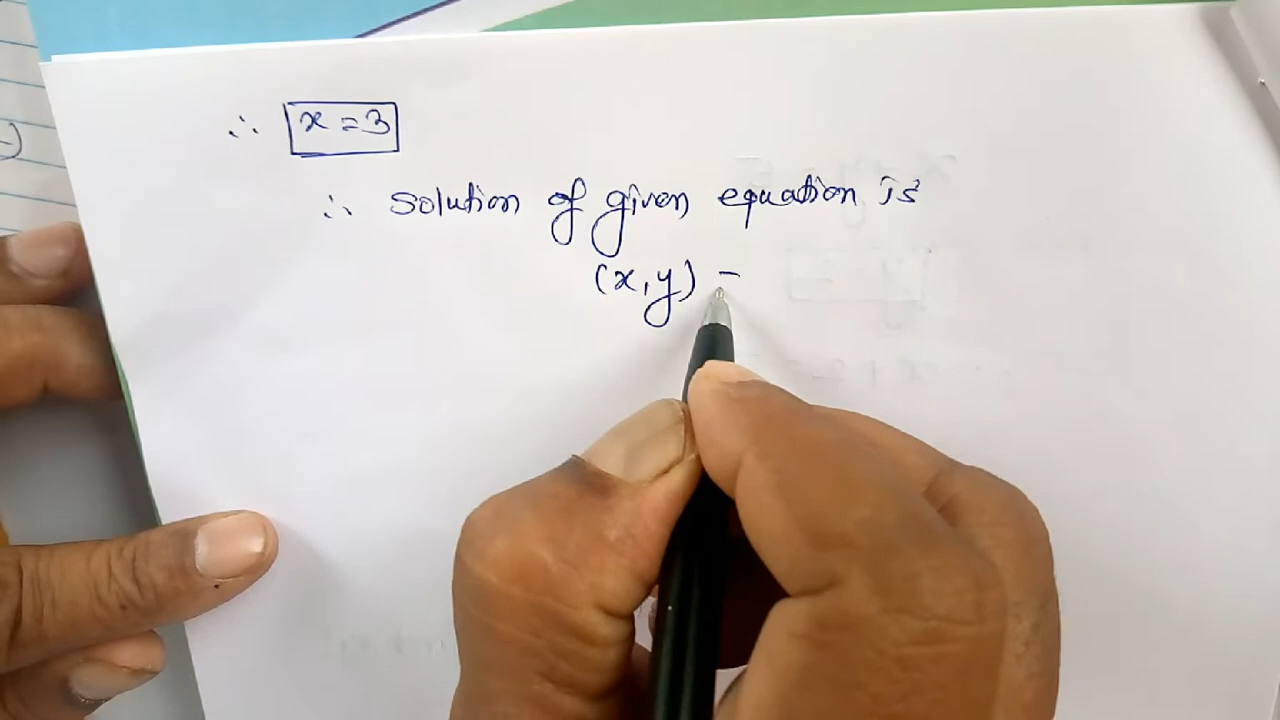 ∴ x = 3
∴ Solution of given equation is
(x, y) -